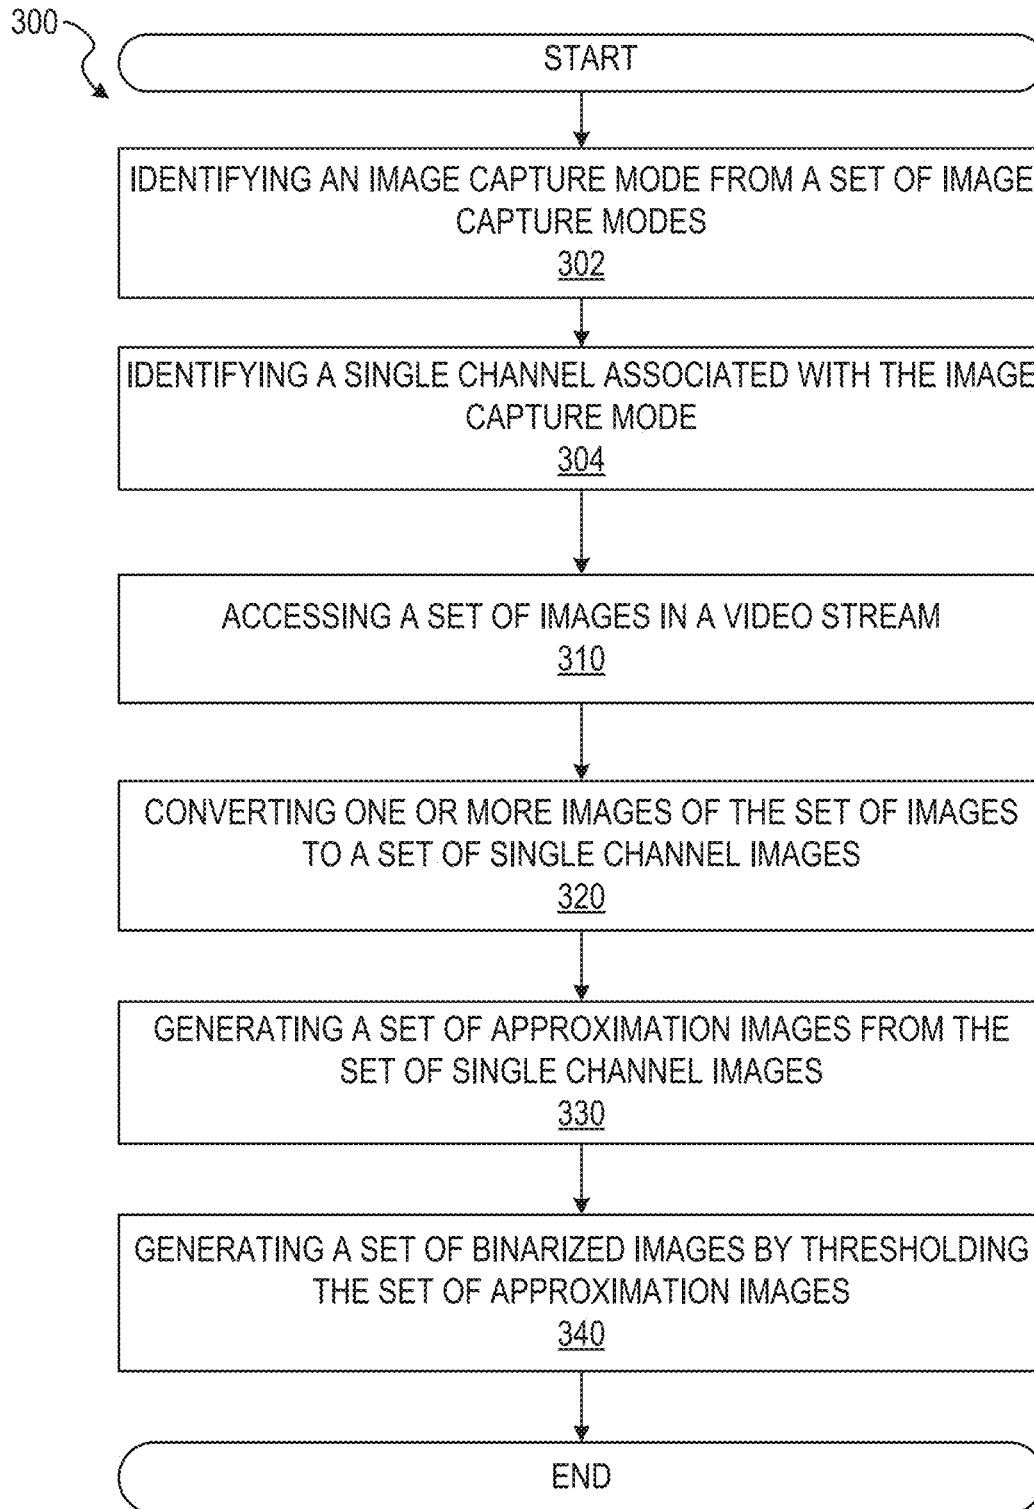 300
START
IDENTIFYING AN IMAGE CAPTURE MODE FROM A SET OF IMAGE
CAPTURE MODES
302
IDENTIFYING A SINGLE CHANNEL ASSOCIATED WITH THE IMAGE
CAPTURE MODE
304
ACCESSING A SET OF IMAGES IN A VIDEO STREAM
310
CONVERTING ONE OR MORE IMAGES OF THE SET OF IMAGES
TO A SET OF SINGLE CHANNEL IMAGES
320
GENERATING A SET OF APPROXIMATION IMAGES FROM THE
SET OF SINGLE CHANNEL IMAGES
330
GENERATING A SET OF BINARIZED IMAGES BY THRESHOLDING
THE SET OF APPROXIMATION IMAGES
340
END